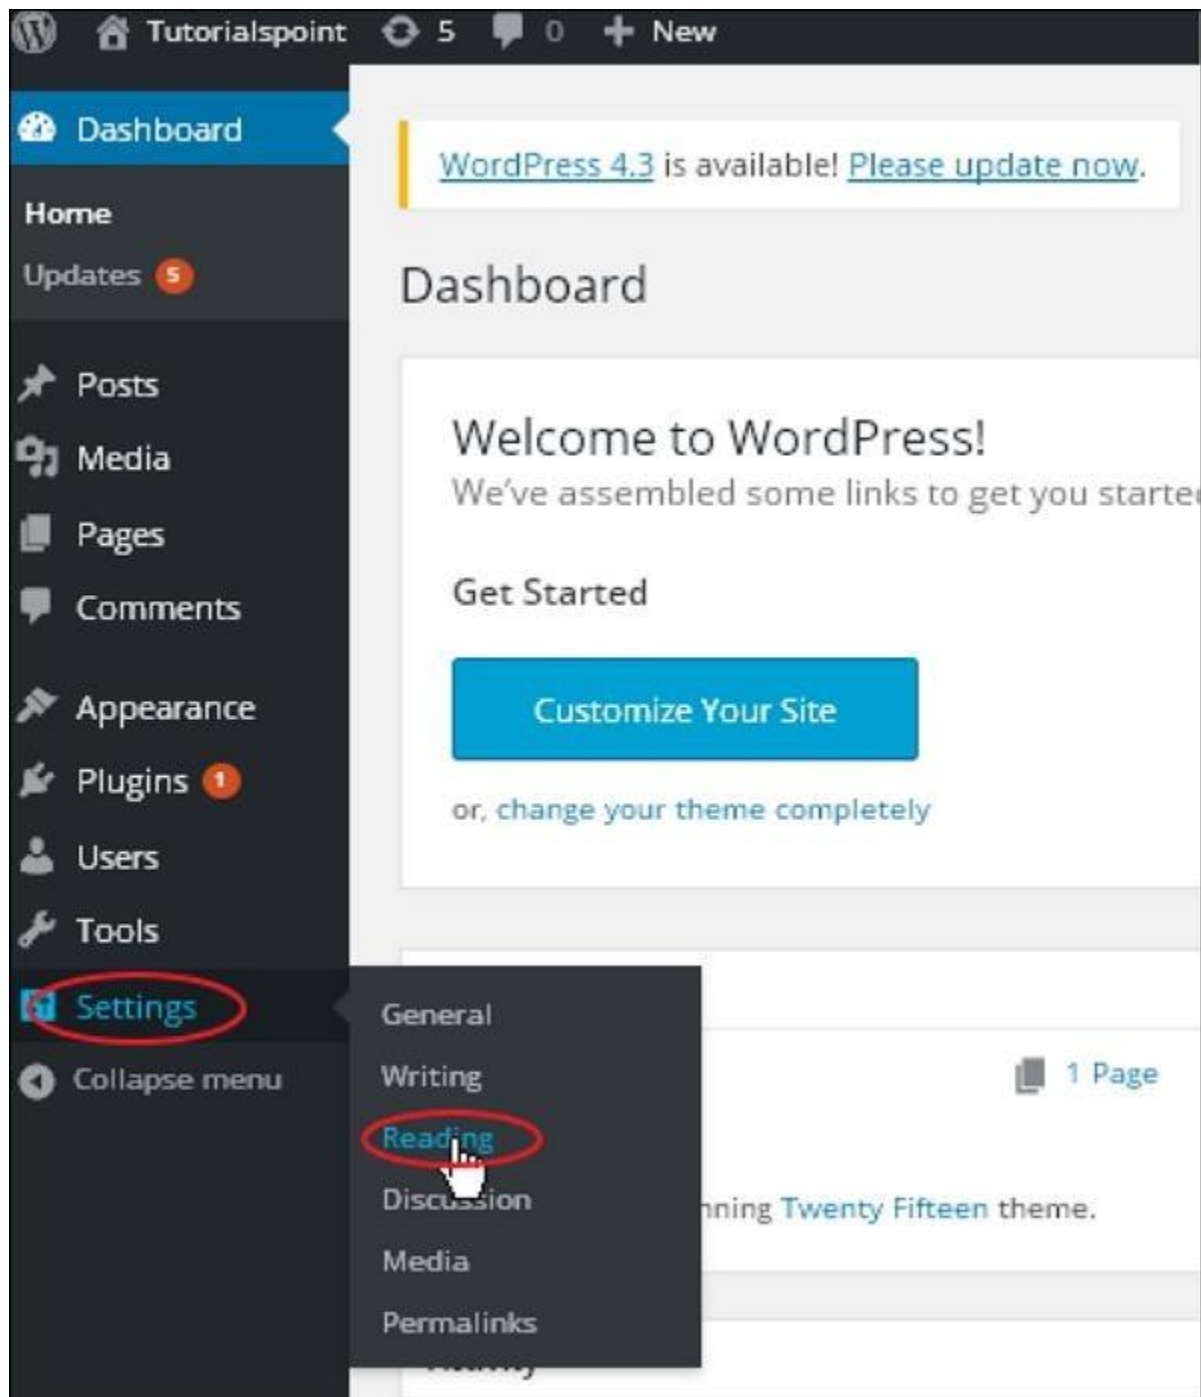 Tutorialspoint 5 0 New
Dashboard
Home
Updates 5
Posts
Media
Pages
Comments
Appearance
Plugins 1
Users
Tools
Settings
Collapse menu
General
Writing
Reading
Discussion
Media
Permalinks
WordPress 4.3 is available! Please update now.
Dashboard
Welcome to WordPress!
We've assembled some links to get you started
Get Started
Customize Your Site
or, change your theme completely
1 Page
Twenty Fifteen theme.